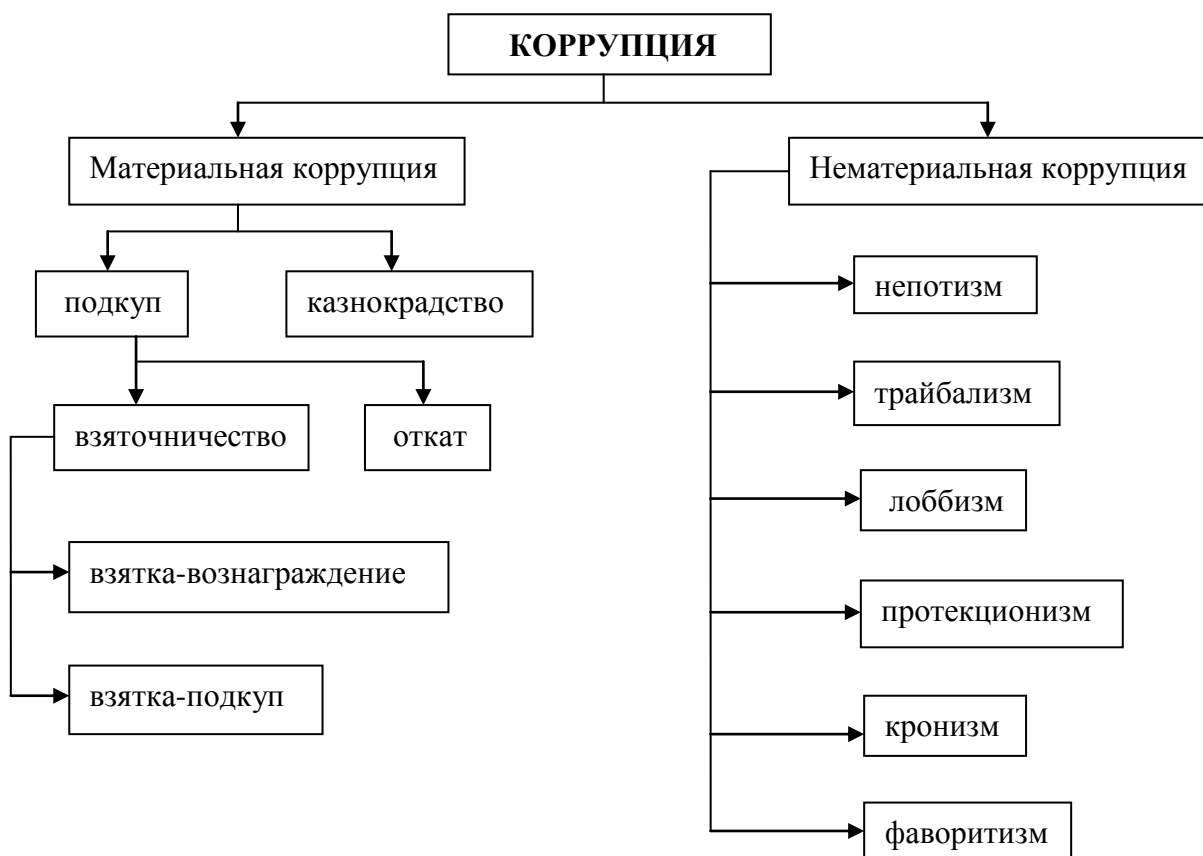 КОРРУПЦИЯ
Материальная коррупция
Нематериальная коррупция
подкуп
казнокрадство
непотизм
трайбализм
взяточничество
откат
лоббизм
взятка-вознаграждение
протекционизм
взятка-подкуп
кронизм
фаворитизм